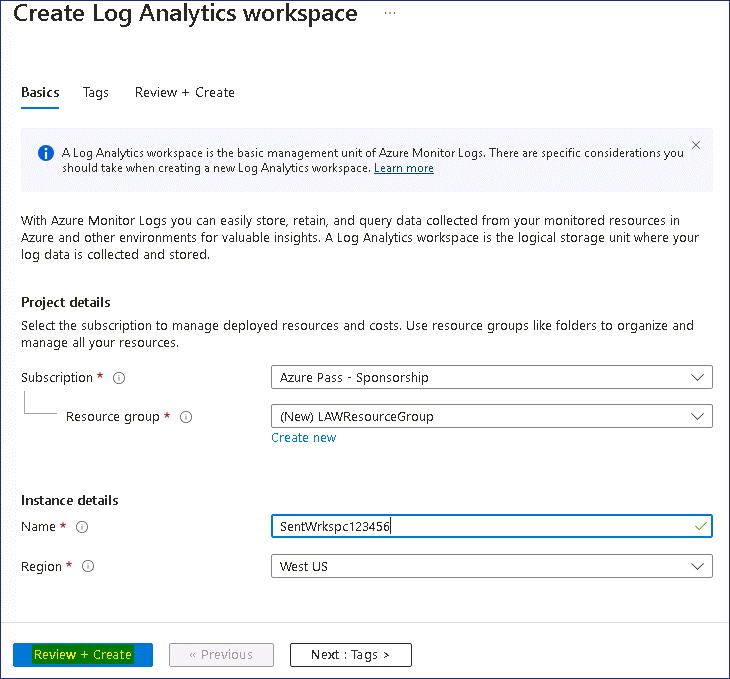 Create Log Analytics workspace ...
Basics Tags Review + Create
A Log Analytics workspace is the basic management unit of Azure Monitor Logs. There are specific considerations you
should take when creating a new Log Analytics workspace. Learn more
With Azure Monitor Logs you can easily store, retain, and query data collected from your monitored resources in
Azure and other environments for valuable insights. A Log Analytics workspace is the logical storage unit where your
log data is collected and stored.
Project details
Select the subscription to manage deployed resources and costs. Use resource groups like folders to organize and
manage all your resources.
Subscription * Azure Pass - Sponsorship
Resource group * (New) LAWResourceGroup
Create new
Instance details
Name * SentWrkspc123456
Region * West US
Review + Create « Previous Next : Tags >